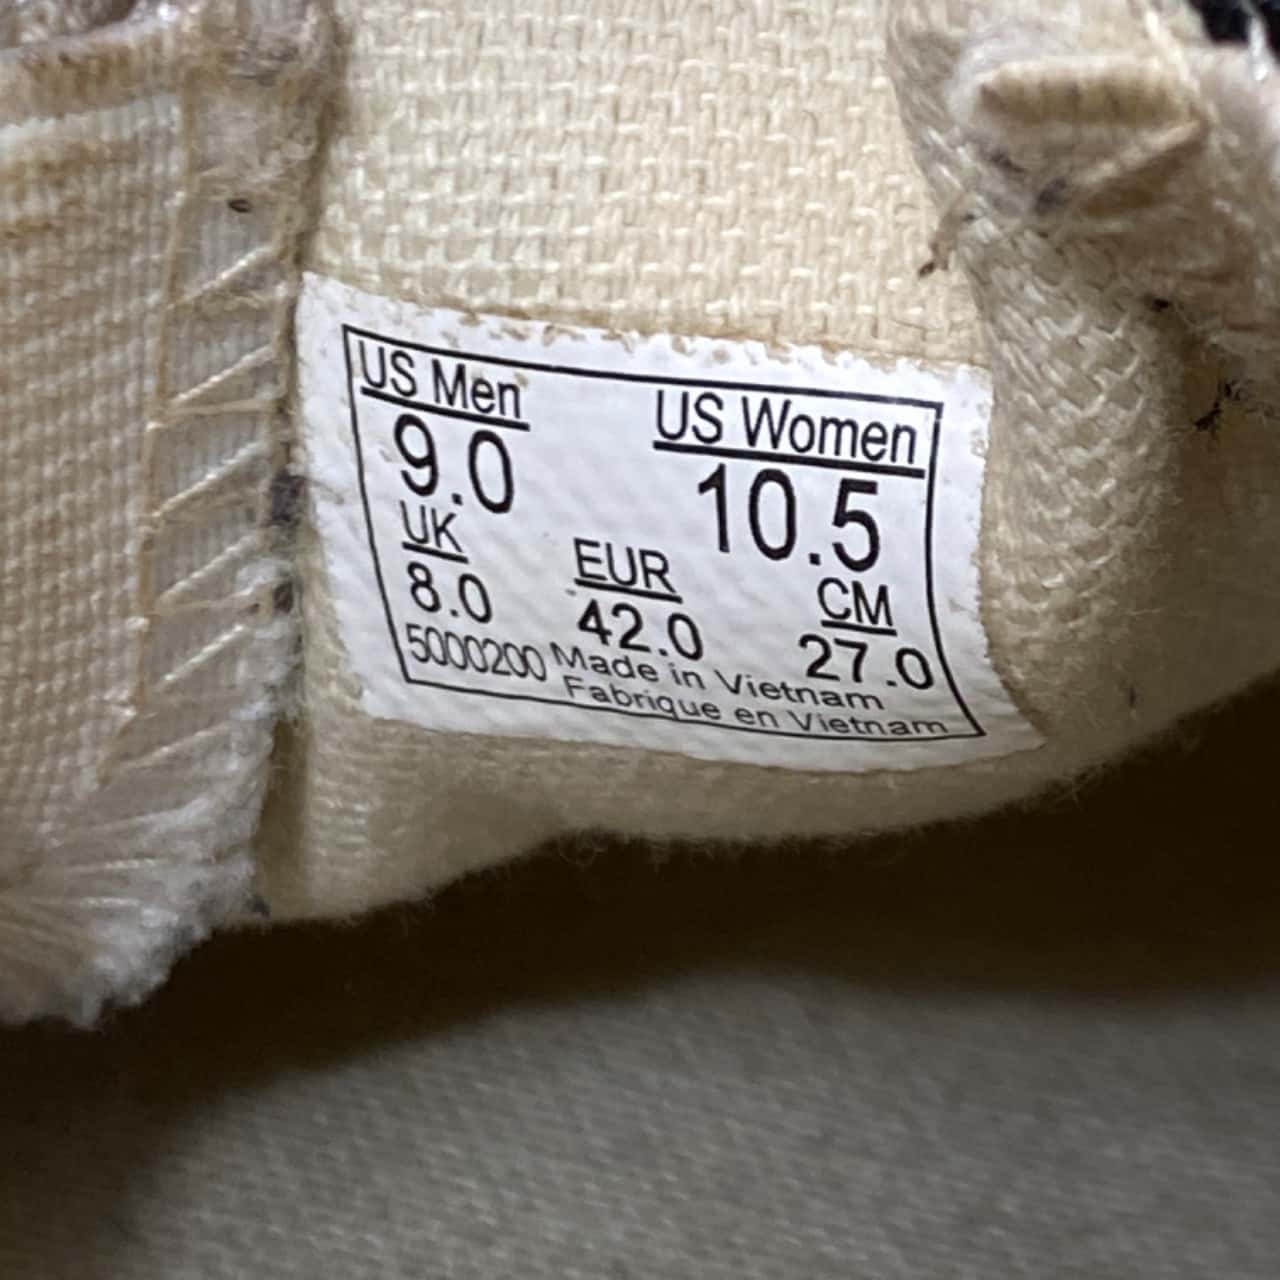 US Men US Women
9.0 10.5
UK EUR CM
8.0 42.0 27.0
5000200 Made in Vietnam
Fabrique en Vietnam